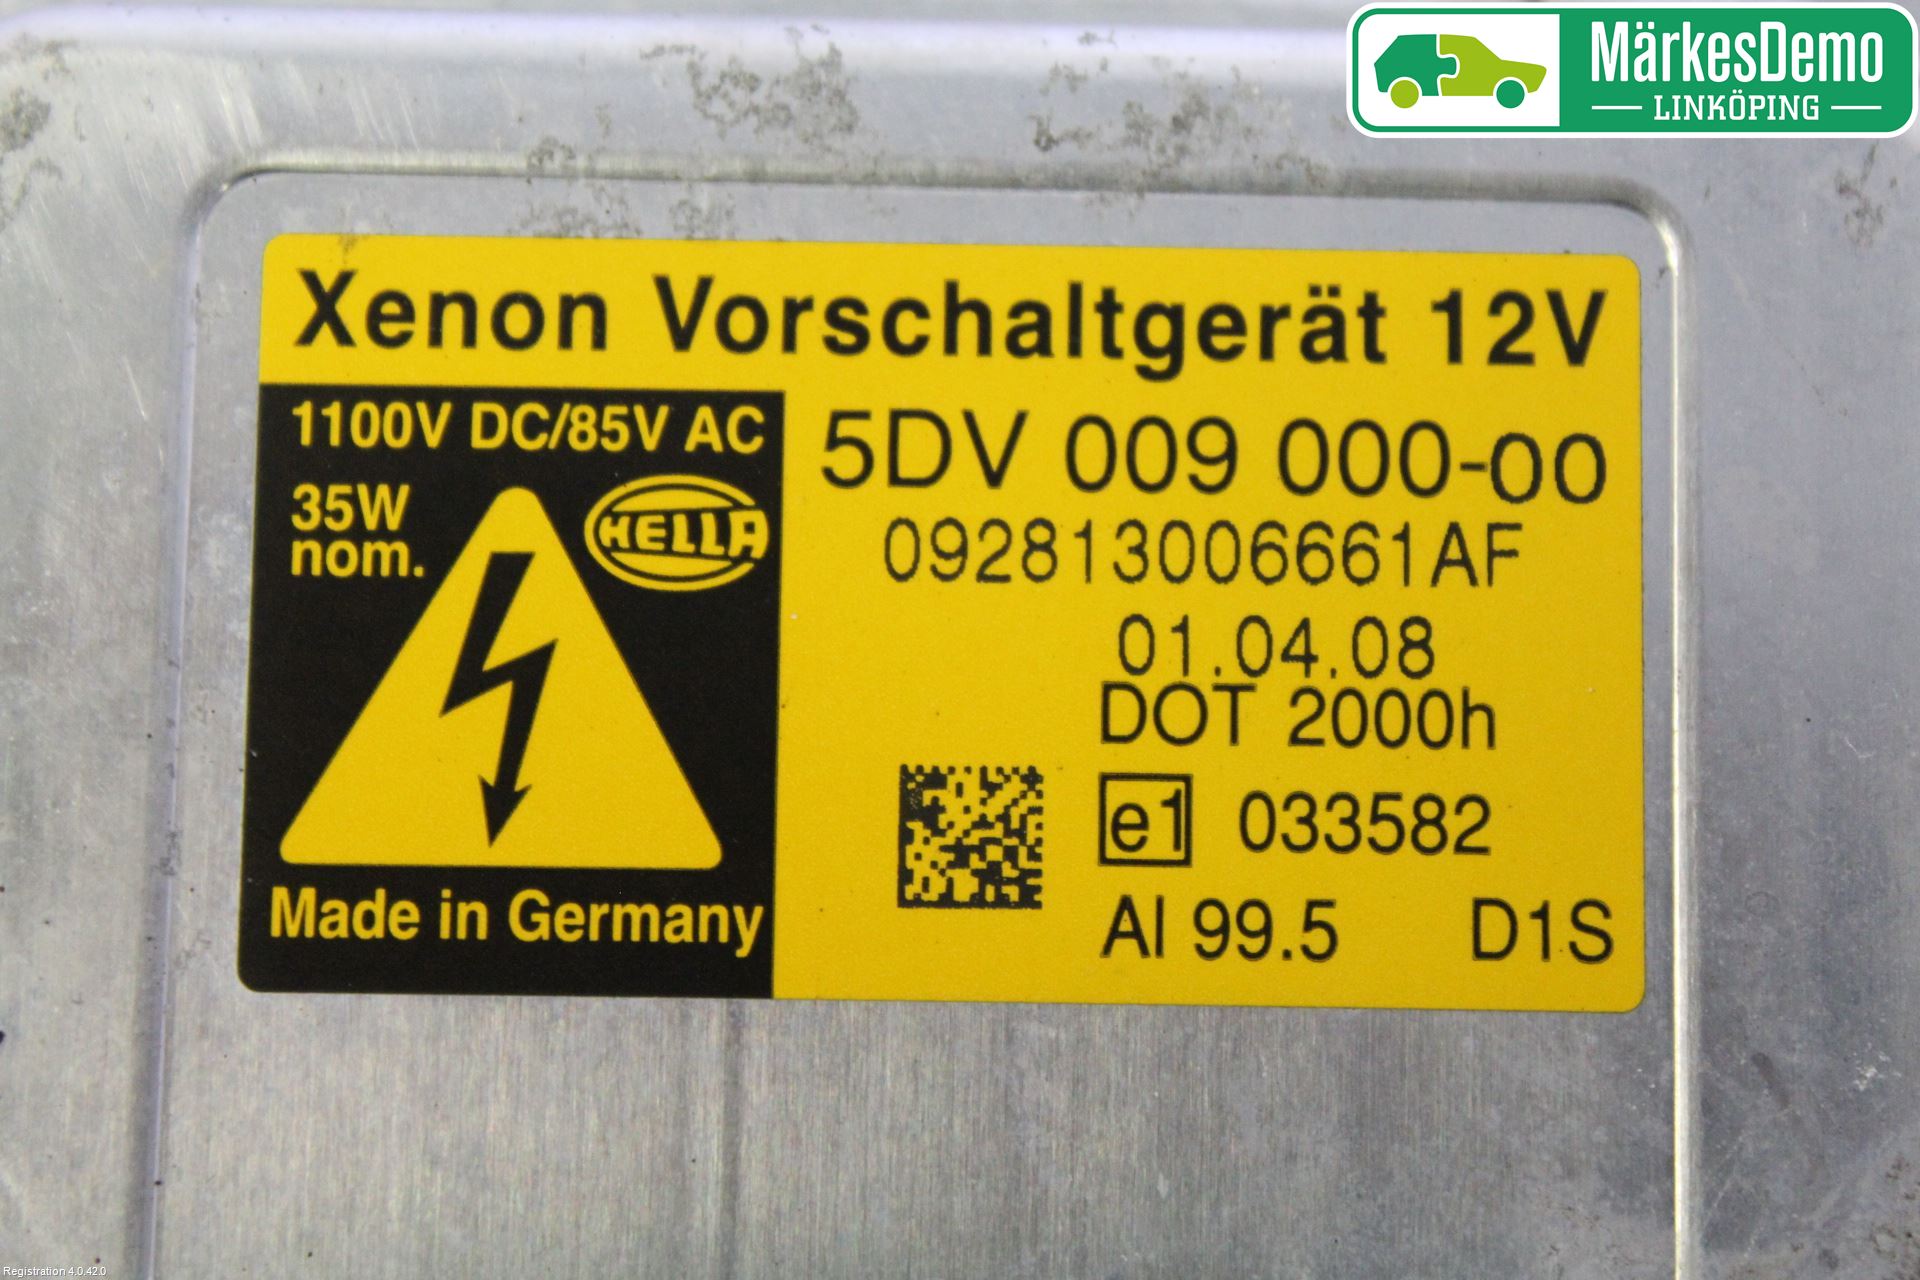 MärkesDemo
LINKÖPING
Xenon Vorschaltgerät 12V
1100V DC/85V AC
35W
nom.
HELLA
Made in Germany
5DV 009 000-00
092813006661AF
01.04.08
DOT 2000h
e1 033582
Al 99.5 D1S
Registration 4.0.42.0